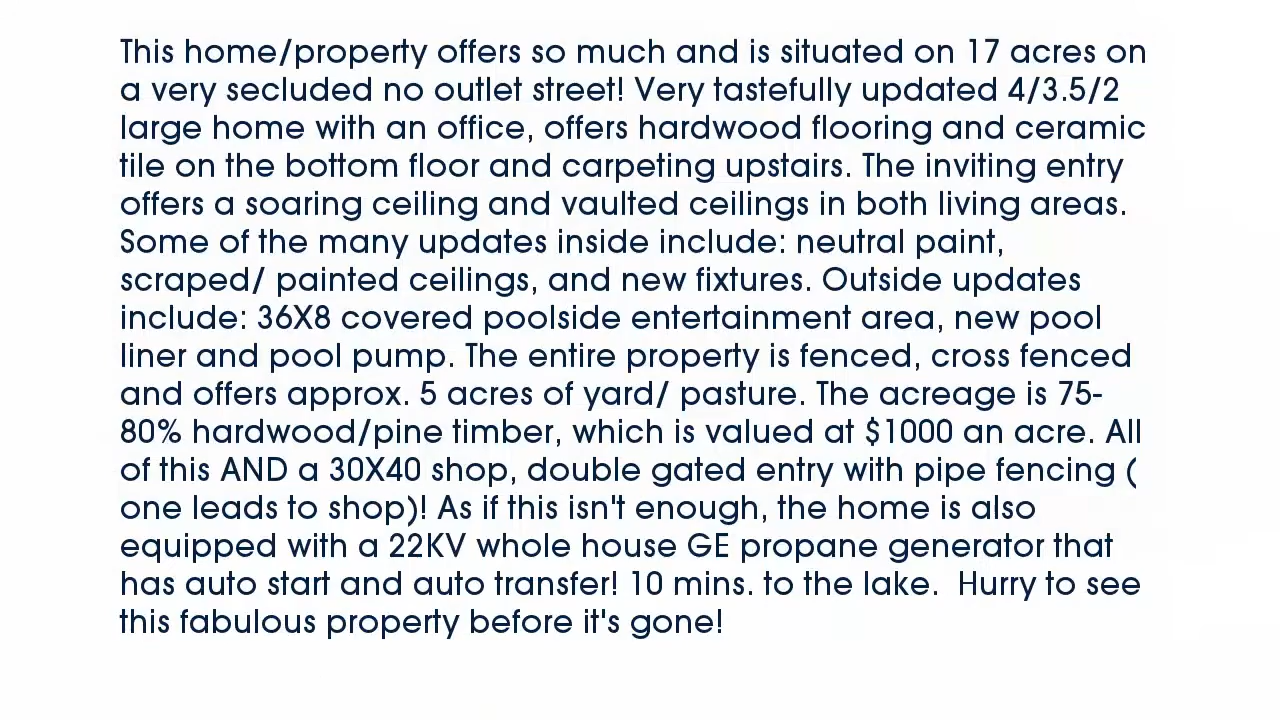 This home/property offers so much and is situated on 17 acres on
a very secluded no outlet street! Very tastefully updated 4/3.5/2
large home with an office, offers hardwood flooring and ceramic
tile on the bottom floor and carpeting upstairs. The inviting entry
offers a soaring ceiling and vaulted ceilings in both living areas.
Some of the many updates inside include: neutral paint,
scraped/ painted ceilings, and new fixtures. Outside updates
include: 36X8 covered poolside entertainment area, new pool
liner and pool pump. The entire property is fenced, cross fenced
and offers approx. 5 acres of yard/ pasture. The acreage is 75-
80% hardwood/pine timber, which is valued at $1000 an acre. All
of this AND a 30X40 shop, double gated entry with pipe fencing (
one leads to shop)! As if this isn't enough, the home is also
equipped with a 22KV whole house GE propane generator that
has auto start and auto transfer! 10 mins. to the lake.  Hurry to see
this fabulous property before it's gone!